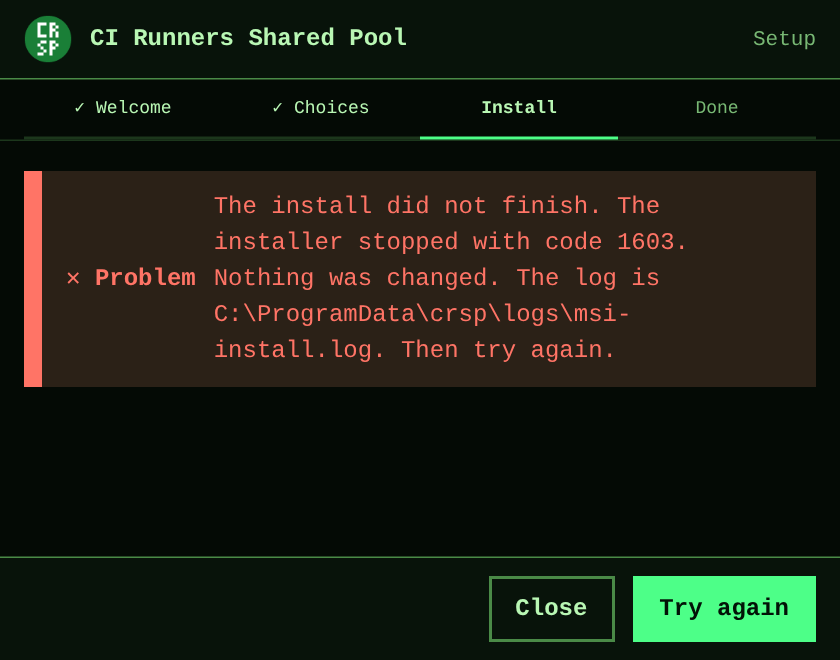 CR
SP
CI Runners Shared Pool
Setup
✓ Welcome
✓ Choices
Install
Done
✕ Problem
The install did not finish. The
installer stopped with code 1603.
Nothing was changed. The log is
C:\ProgramData\crsp\logs\msi-
install.log. Then try again.
Close
Try again